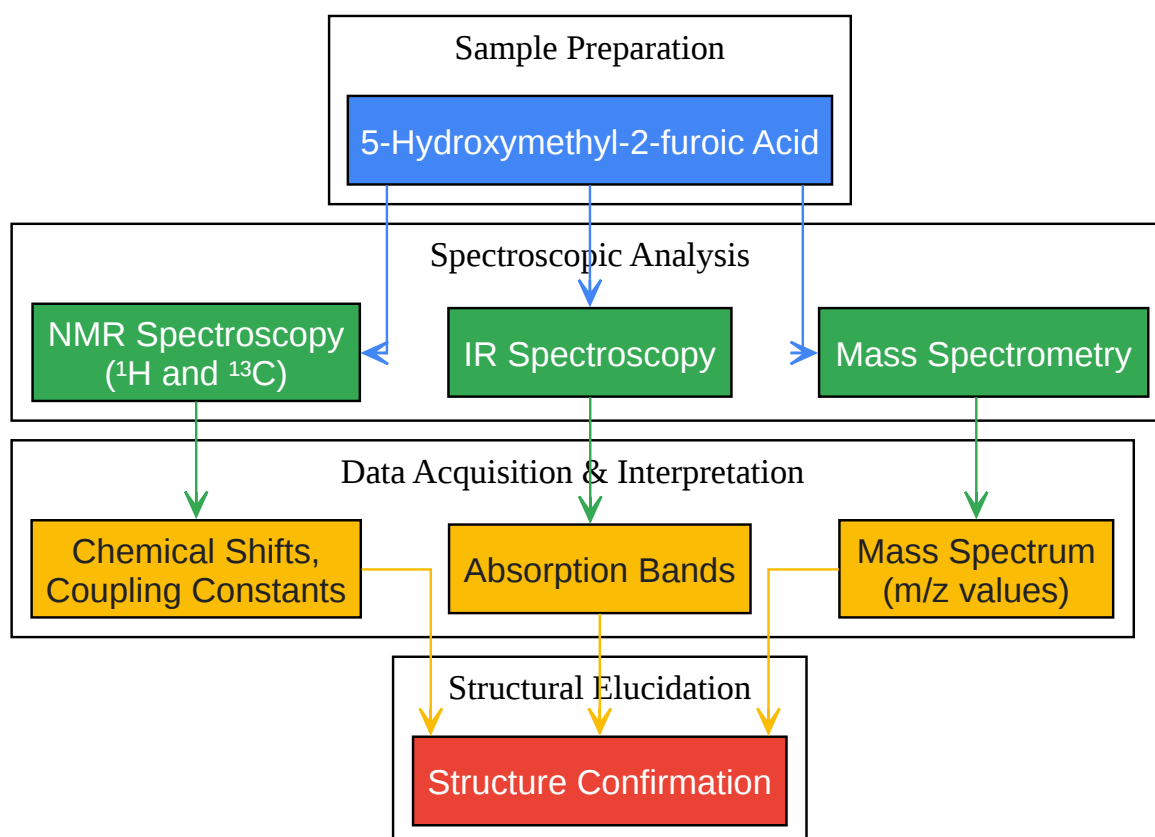 Sample Preparation
5-Hydroxymethyl-2-furoic Acid
Spectroscopic Analysis
NMR Spectroscopy
(¹H and ¹³C)
IR Spectroscopy
Mass Spectrometry
Data Acquisition & Interpretation
Chemical Shifts,
Coupling Constants
Absorption Bands
Mass Spectrum
(m/z values)
Structural Elucidation
Structure Confirmation